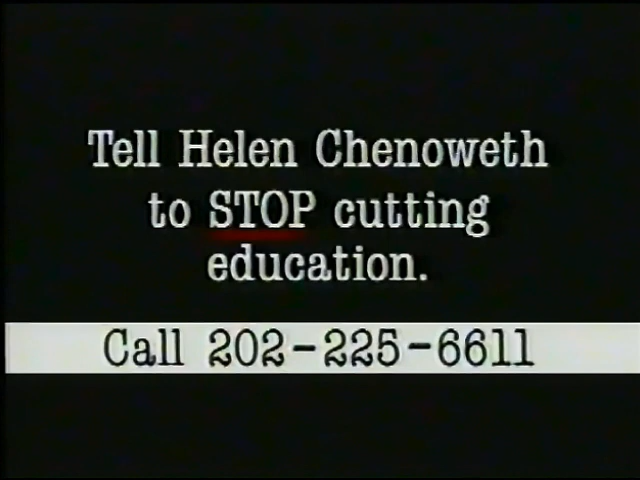 Tell Helen Chenoweth
to STOP cutting
education.
Call 202-225-6611